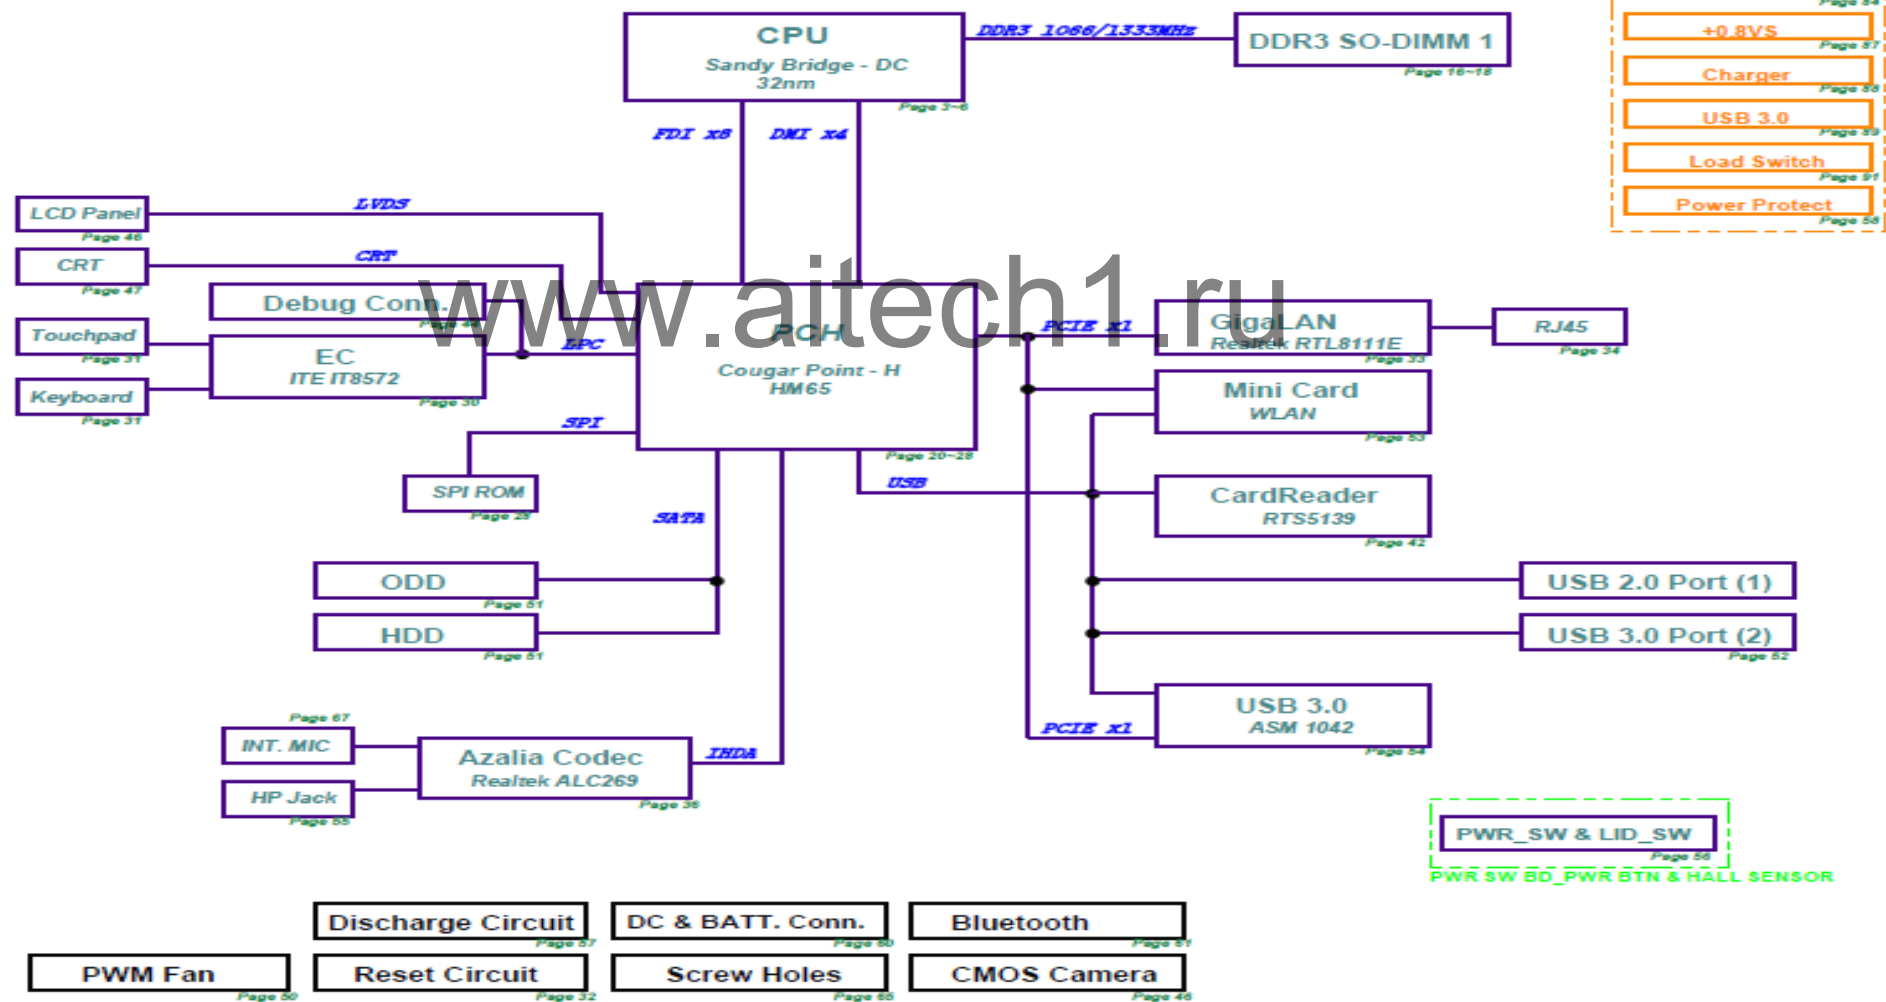 CPU
Sandy Bridge - DC
32nm
Page 3~6
DDR3 1066/1333MHz
DDR3 SO-DIMM 1
Page 16~18
Page 84
+0.8VS
Page 87
Charger
Page 88
USB 3.0
Page 89
Load Switch
Page 91
Power Protect
Page 58
FDI x8
DMI x4
LCD Panel
Page 46
LVDS
CRT
Page 47
CRT
Debug Conn.
Page 44
Touchpad
Page 31
EC
ITE IT8572
Page 30
Keyboard
Page 31
LPC
www.aitech1.ru
PCH
Cougar Point - H
HM65
Page 20~28
PCIE x1
GigaLAN
Realtek RTL8111E
Page 33
RJ45
Page 34
Mini Card
WLAN
Page 53
SPI
SPI ROM
Page 28
USB
CardReader
RTS5139
Page 42
SATA
ODD
Page 51
HDD
Page 51
USB 2.0 Port (1)
USB 3.0 Port (2)
Page 52
USB 3.0
ASM 1042
Page 54
PCIE x1
Page 67
INT. MIC
HP Jack
Page 55
Azalia Codec
Realtek ALC269
Page 36
IHDA
PWR_SW & LID_SW
Page 56
PWR SW BD_PWR BTN & HALL SENSOR
Discharge Circuit
Page 57
DC & BATT. Conn.
Page 60
Bluetooth
Page 61
PWM Fan
Page 50
Reset Circuit
Page 32
Screw Holes
Page 65
CMOS Camera
Page 46